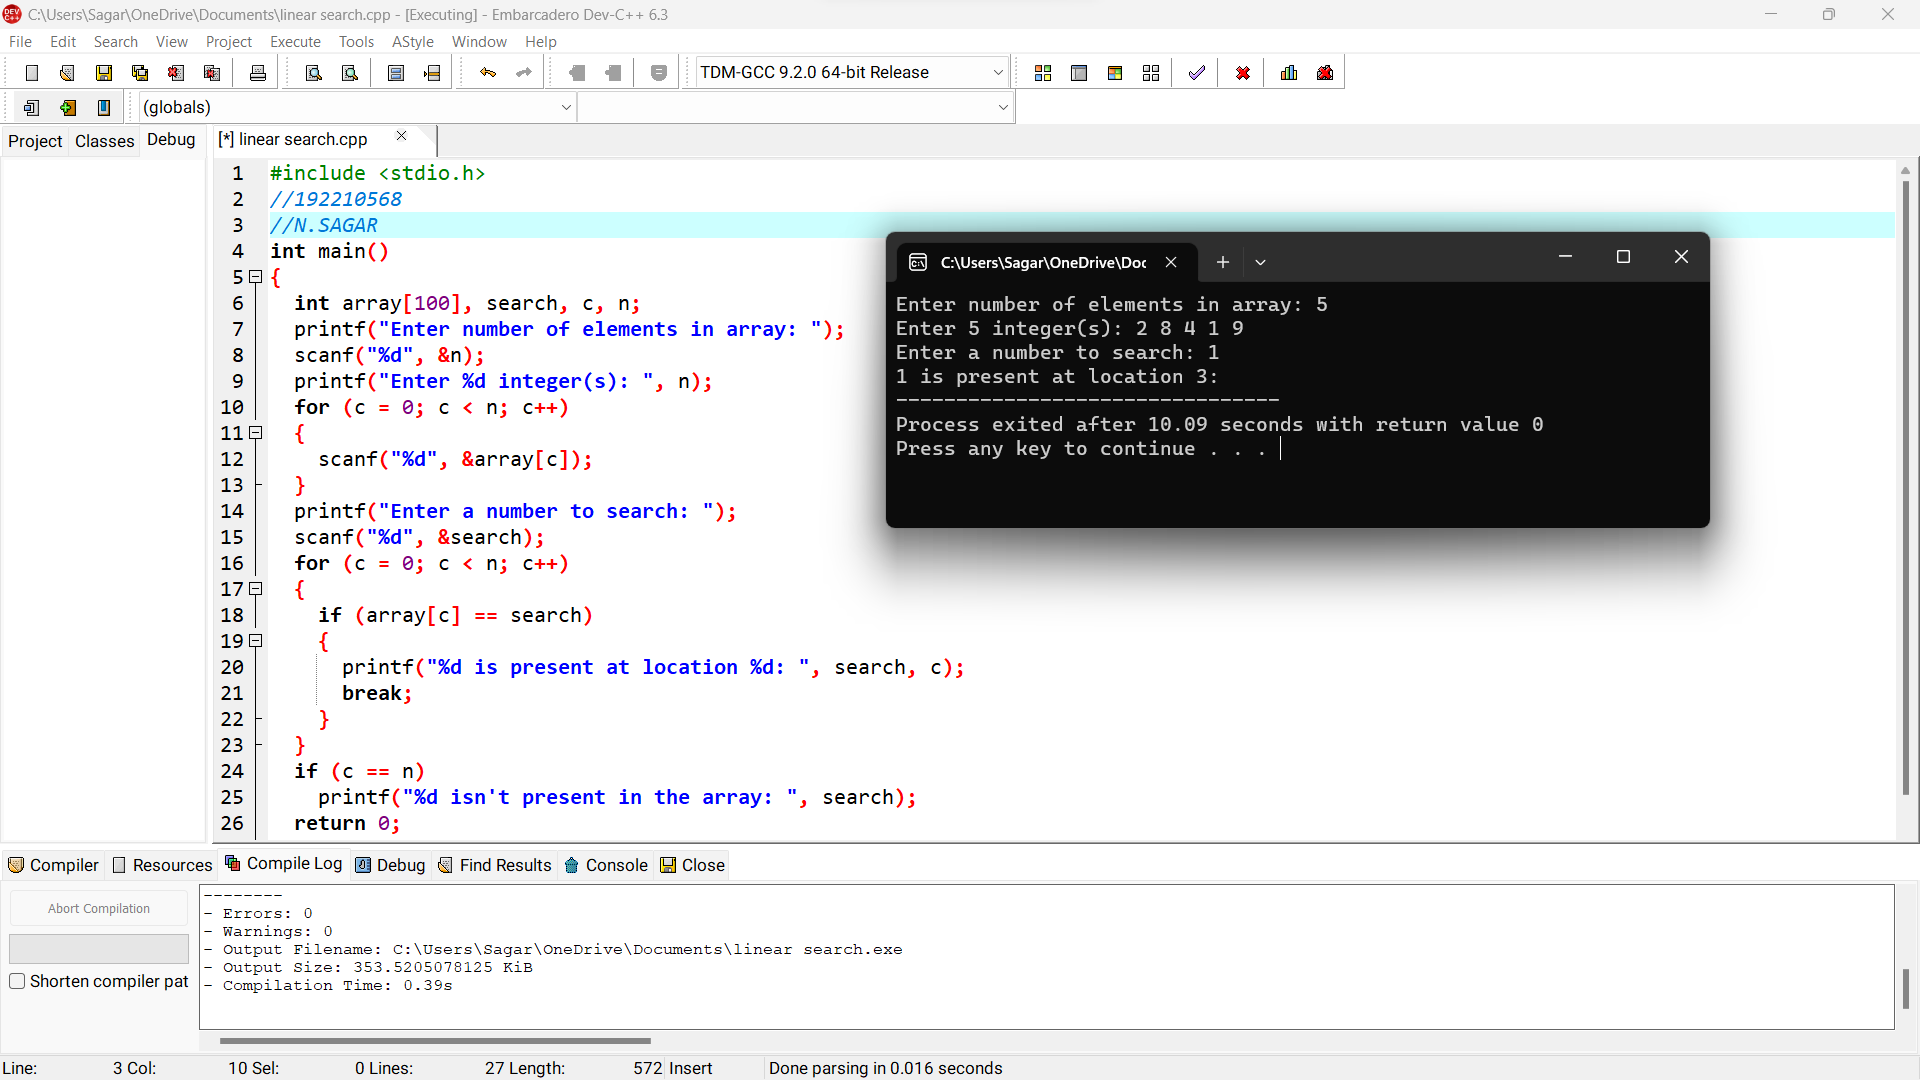 C:\Users\Sagar\OneDrive\Documents\linear search.cpp - [Executing] - Embarcadero Dev-C++ 6.3
File Edit Search View Project Execute Tools AStyle Window Help
TDM-GCC 9.2.0 64-bit Release
(globals)
Project Classes Debug [*] linear search.cpp
1 #include <stdio.h>
2 //192210568
3 //N.SAGAR
4 int main()
5 {
6 int array[100], search, c, n;
7 printf("Enter number of elements in array: ");
8 scanf("%d", &n);
9 printf("Enter %d integer(s): ", n);
10 for (c = 0; c < n; c++)
11 {
12 scanf("%d", &array[c]);
13 }
14 printf("Enter a number to search: ");
15 scanf("%d", &search);
16 for (c = 0; c < n; c++)
17 {
18 if (array[c] == search)
19 {
20 printf("%d is present at location %d: ", search, c);
21 break;
22 }
23 }
24 if (c == n)
25 printf("%d isn't present in the array: ", search);
26 return 0;
C:\Users\Sagar\OneDrive\Doc
Enter number of elements in array: 5
Enter 5 integer(s): 2 8 4 1 9
Enter a number to search: 1
1 is present at location 3:
--------------------------------
Process exited after 10.09 seconds with return value 0
Press any key to continue . . .
Compiler Resources Compile Log Debug Find Results Console Close
Abort Compilation
Shorten compiler pat
--------
- Errors: 0
- Warnings: 0
- Output Filename: C:\Users\Sagar\OneDrive\Documents\linear search.exe
- Output Size: 353.5205078125 KiB
- Compilation Time: 0.39s
Line: 3 Col: 10 Sel: 0 Lines: 27 Length: 572 Insert Done parsing in 0.016 seconds